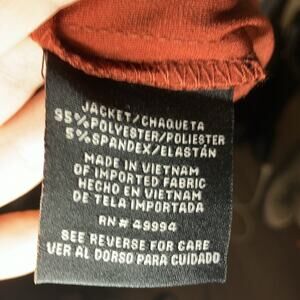 JACKET/CHAQUETA
95%POLYESTER/POLIESTER
5%SPANDEX/ELASTÁN
MADE IN VIETNAM
OF IMPORTED FABRIC
HECHO EN VIETNAM
DE TELA IMPORTADA
RN# 49994
SEE REVERSE FOR CARE
VER AL DORSO PARA CUIDADO